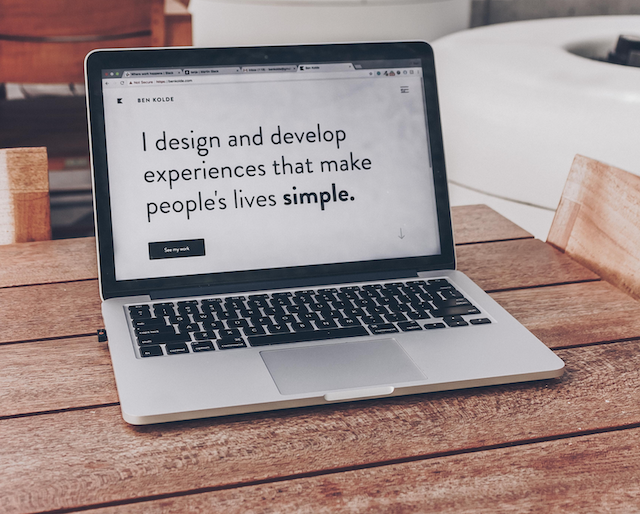 BEN KOLDE
I design and develop
experiences that make
people's lives simple.
See my work